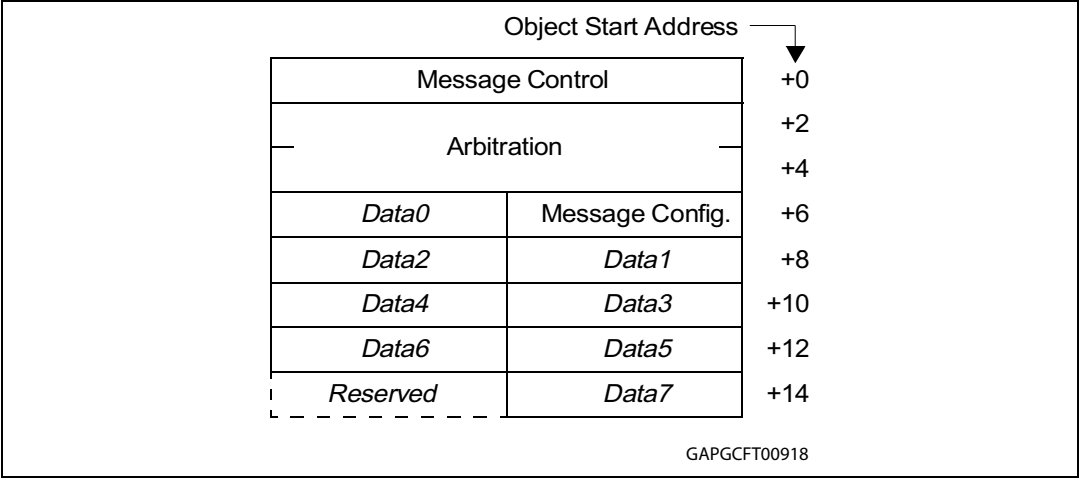 Object Start Address
Message Control +0
+2
Arbitration
+4
Data0 Message Config. +6
Data2 Data1 +8
Data4 Data3 +10
Data6 Data5 +12
Reserved Data7 +14
GAPGCFT00918